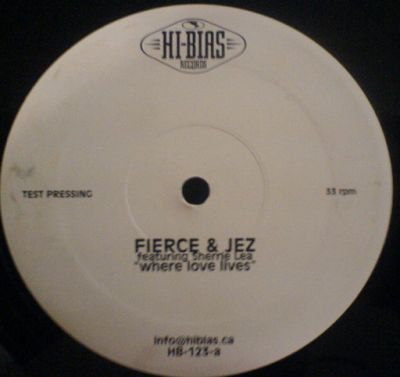 HI-BIAS
RECORDS
TEST PRESSING
33 rpm
FIERCE & JEZ
featuring Sherrie Lea
"where love lives"
info@hibias.ca
HB-123-a